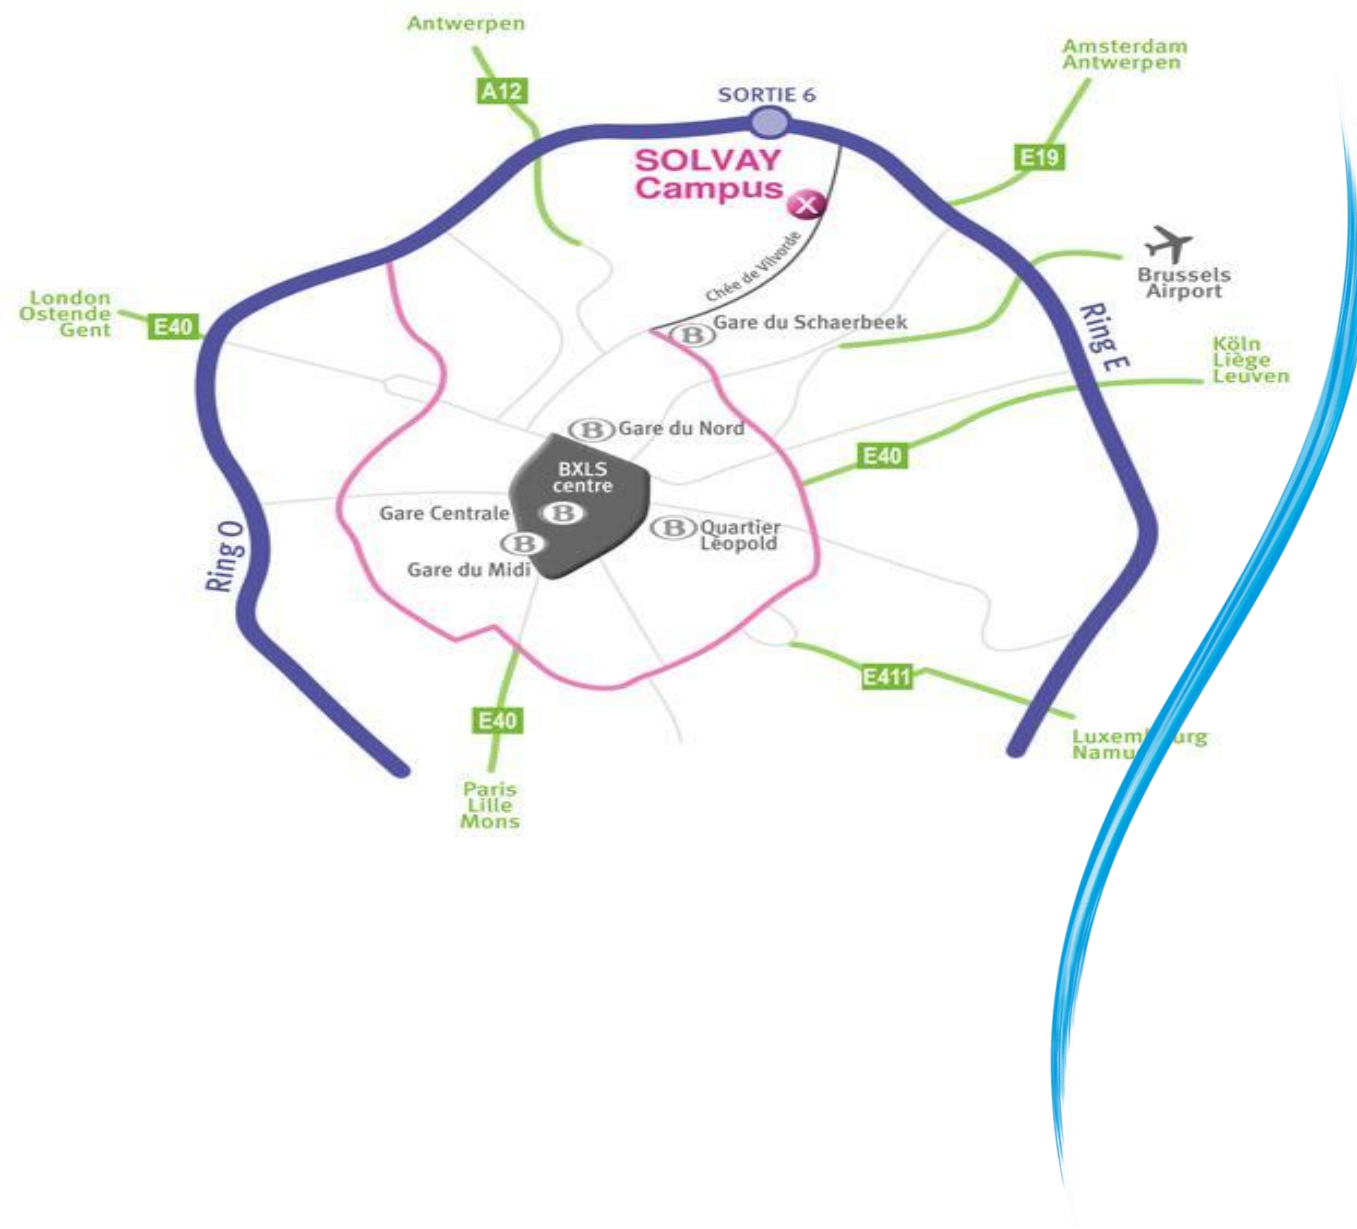 Antwerpen
A12
SORTIE 6
Amsterdam
Antwerpen
E19
SOLVAY
Campus
X
Chée de Vilvorde
Brussels
Airport
London
Ostende
Gent
E40
Gare du Schaerbeek
B
Ring E
Köln
Liège
Leuven
B
Gare du Nord
E40
BXLS
centre
Gare Centrale
B
B
Quartier
Lèopold
B
Gare du Midi
Ring O
E411
E40
Paris
Lille
Mons